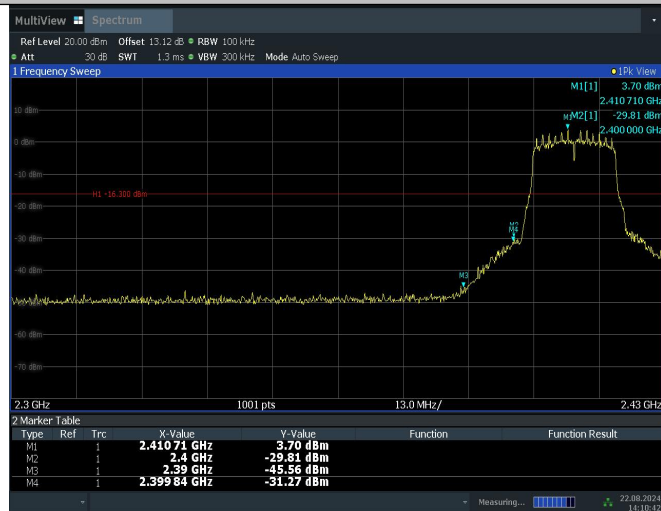 MultiView Spectrum
Ref Level 20.00 dBm Offset 13.12 dB RBW 100 kHz
Att 30 dB SWT 1.3 ms VBW 300 kHz Mode Auto Sweep
1 Frequency Sweep 1Pk View
M1[1] 3.70 dBm
2.410 710 GHz
10 dBm
M1
M2[1] -29.81 dBm
2.400 000 GHz
0 dBm
-10 dBm
H1 -16.300 dBm
-20 dBm
M4
-30 dBm
M3
-40 dBm
-60 dBm
-70 dBm
2.3 GHz 1001 pts 13.0 MHz/ 2.43 GHz
2 Marker Table
Type Ref Trc X-Value Y-Value Function Function Result
M1 1 2.410 71 GHz 3.70 dBm
M2 1 2.4 GHz -29.81 dBm
M3 1 2.39 GHz -45.56 dBm
M4 1 2.399 84 GHz -31.27 dBm
Measuring... 22.08.2024
14:10:42